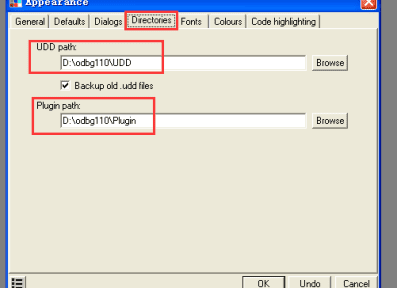 Appearance
General Defaults Dialogs Directories Fonts Colours Code highlighting
UDD path:
D:\odbg110\UDD Browse
Backup old .udd files
Plugin path:
D:\odbg110\Plugin Browse
OK Undo Cancel